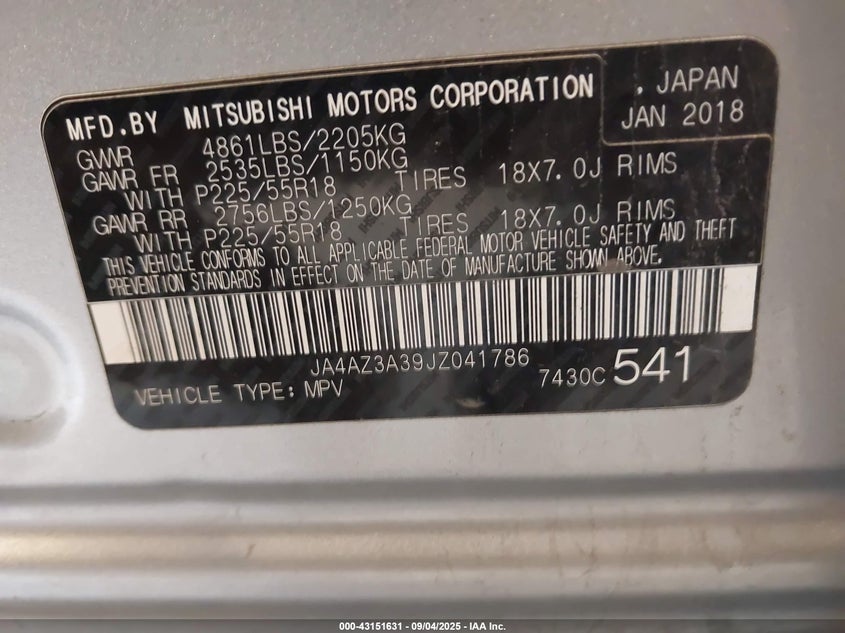 MFD.BY MITSUBISHI MOTORS CORPORATION . JAPAN
GVWR 4861LBS/2205KG JAN 2018
GAWR FR 2535LBS/1150KG
WITH P225/55R18 TIRES 18X7.0J RIMS
GAWR RR 2756LBS/1250KG
WITH P225/55R18 TIRES 18X7.0J RIMS
THIS VEHICLE CONFORMS TO ALL APPLICABLE FEDERAL MOTOR VEHICLE SAFETY AND THEFT
PREVENTION STANDARDS IN EFFECT ON THE DATE OF MANUFACTURE SHOWN ABOVE.
JA4AZ3A39JZ041786
VEHICLE TYPE: MPV 7430C 541
000-43151631 - 09/04/2025 - IAA Inc.